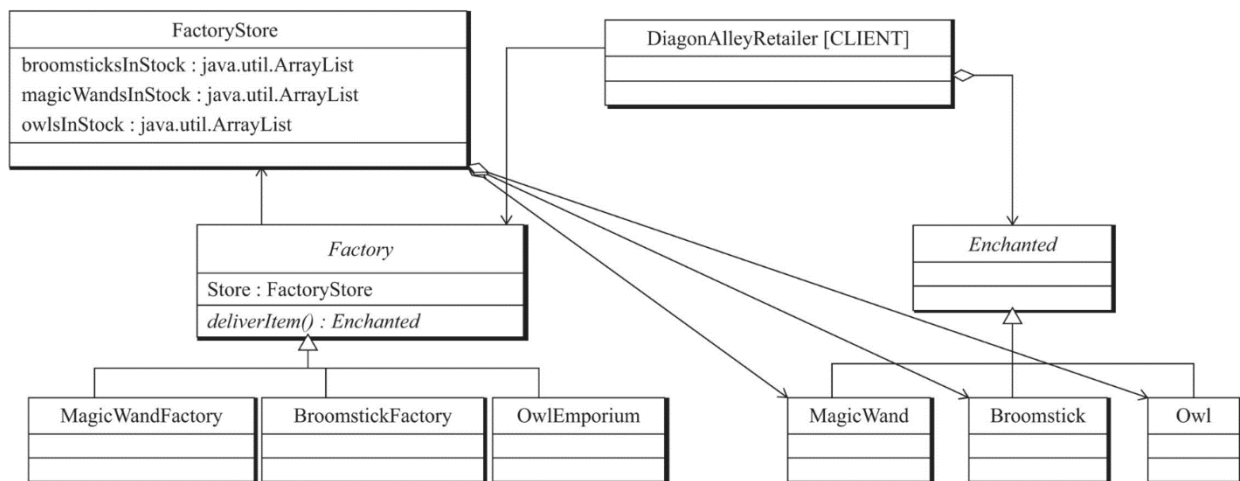 FactoryStore
broomsticksInStock : java.util.ArrayList
magicWandsInStock : java.util.ArrayList
owlsInStock : java.util.ArrayList
DiagonAlleyRetailer [CLIENT]
Factory
Store : FactoryStore
deliverItem() : Enchanted
Enchanted
MagicWandFactory
BroomstickFactory
OwlEmporium
MagicWand
Broomstick
Owl